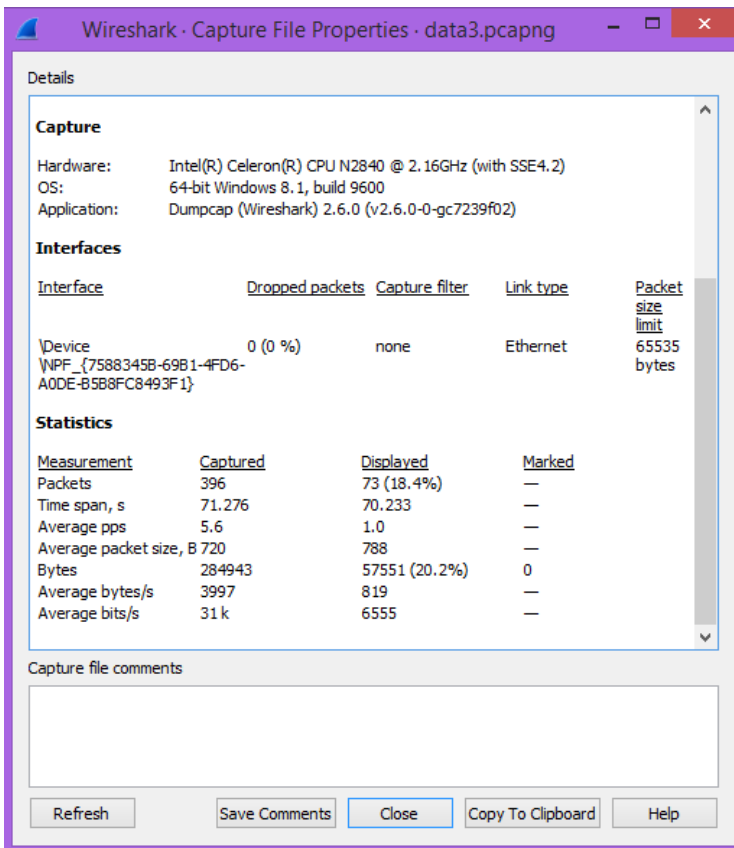 Wireshark · Capture File Properties · data3.pcapng
Details
Capture
Hardware: Intel(R) Celeron(R) CPU N2840 @ 2.16GHz (with SSE4.2)
OS: 64-bit Windows 8.1, build 9600
Application: Dumpcap (Wireshark) 2.6.0 (v2.6.0-0-gc7239f02)
Interfaces
Interface Dropped packets Capture filter Link type Packet
size
limit
\Device 0 (0 %) none Ethernet 65535
\NPF_{7588345B-69B1-4FD6- bytes
A0DE-B5B8FC8493F1}
Statistics
Measurement Captured Displayed Marked
Packets 396 73 (18.4%) —
Time span, s 71.276 70.233 —
Average pps 5.6 1.0 —
Average packet size, B 720 788 —
Bytes 284943 57551 (20.2%) 0
Average bytes/s 3997 819 —
Average bits/s 31 k 6555 —
Capture file comments
Refresh Save Comments Close Copy To Clipboard Help